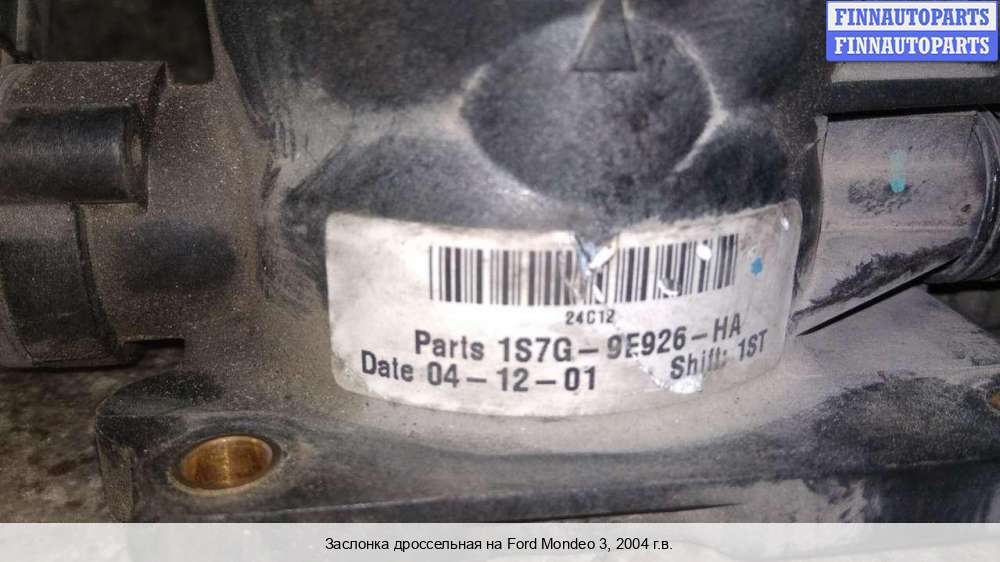 FINNAUTOPARTS
FINNAUTOPARTS
24C12
Parts 1S7G-9E926-HA
Date 04-12-01 Shift: 1ST
Заслонка дроссельная на Ford Mondeo 3, 2004 г.в.